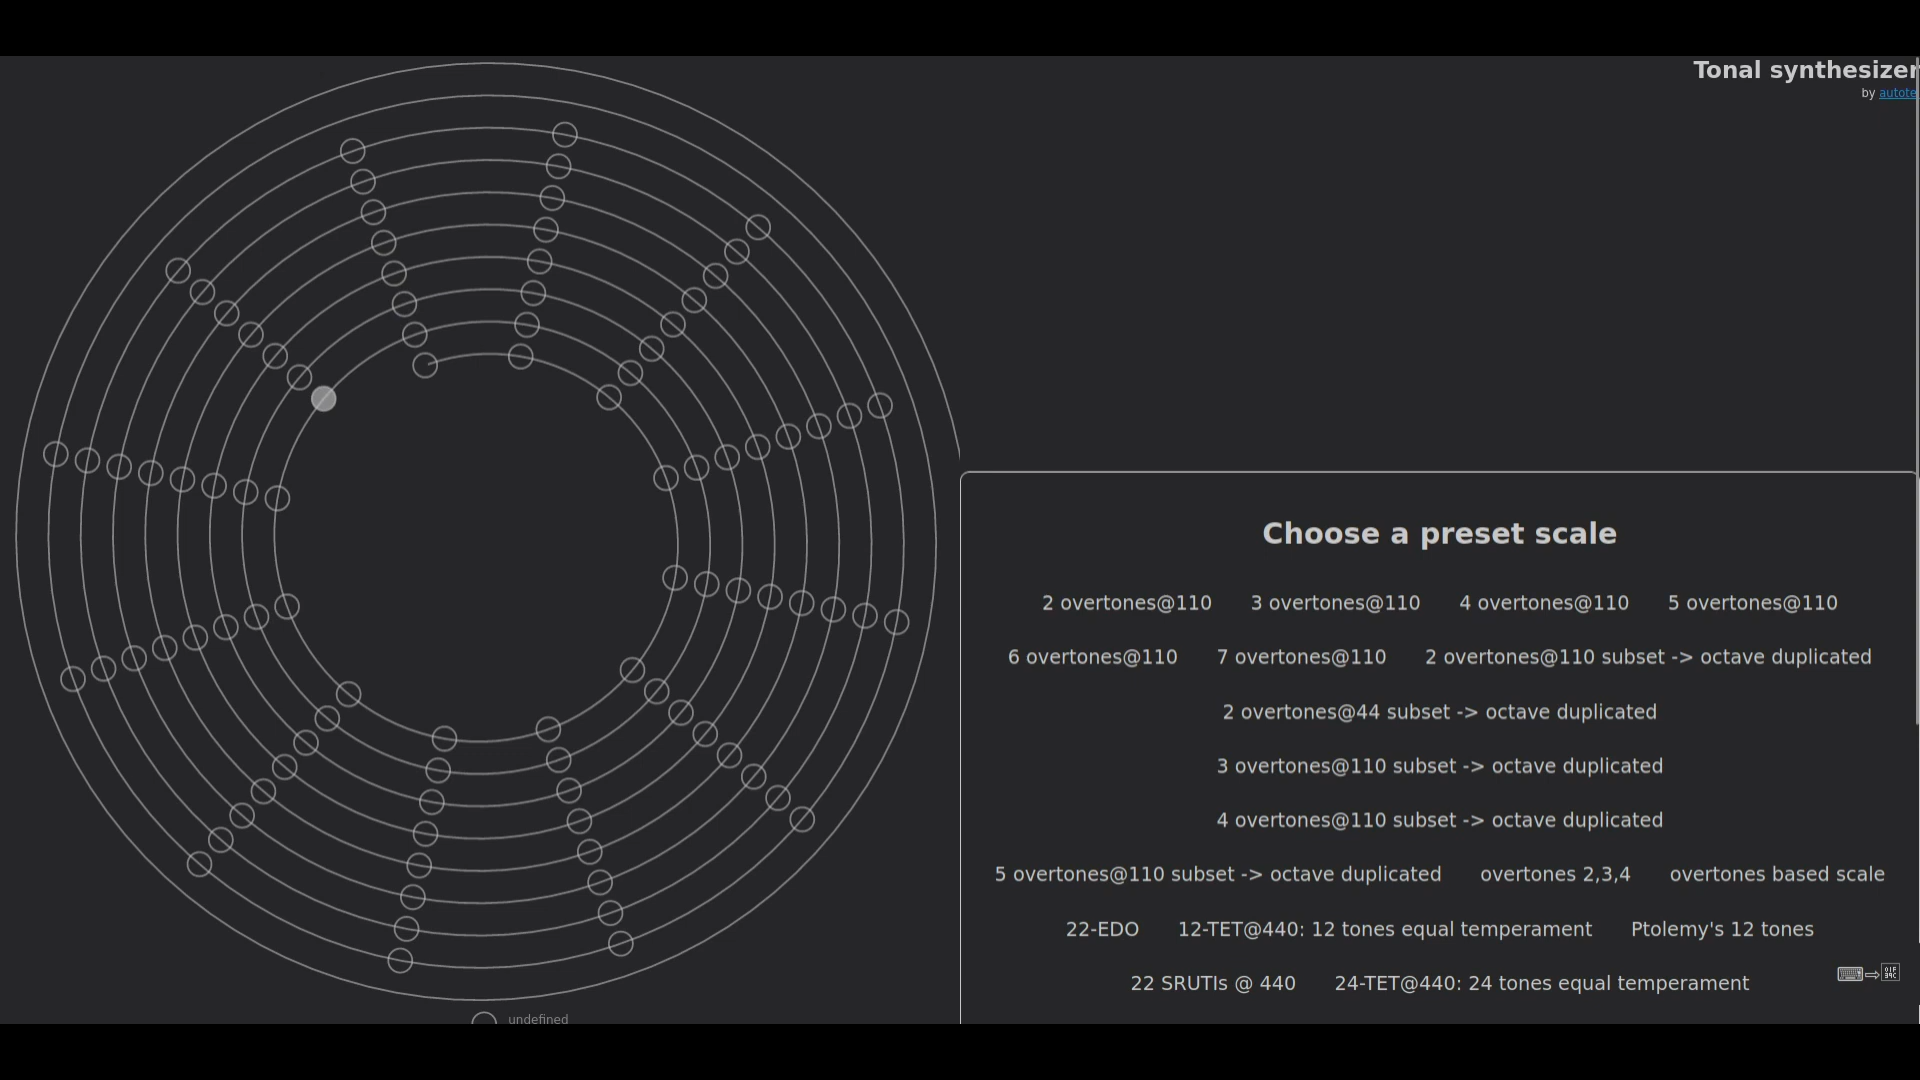 Tonal synthesizer
by autote
Choose a preset scale
2 overtones@110 3 overtones@110 4 overtones@110 5 overtones@110
6 overtones@110 7 overtones@110 2 overtones@110 subset -> octave duplicated
2 overtones@44 subset -> octave duplicated
3 overtones@110 subset -> octave duplicated
4 overtones@110 subset -> octave duplicated
5 overtones@110 subset -> octave duplicated overtones 2,3,4 overtones based scale
22-EDO 12-TET@440: 12 tones equal temperament Ptolemy's 12 tones
22 SRUTIs @ 440 24-TET@440: 24 tones equal temperament
undefined